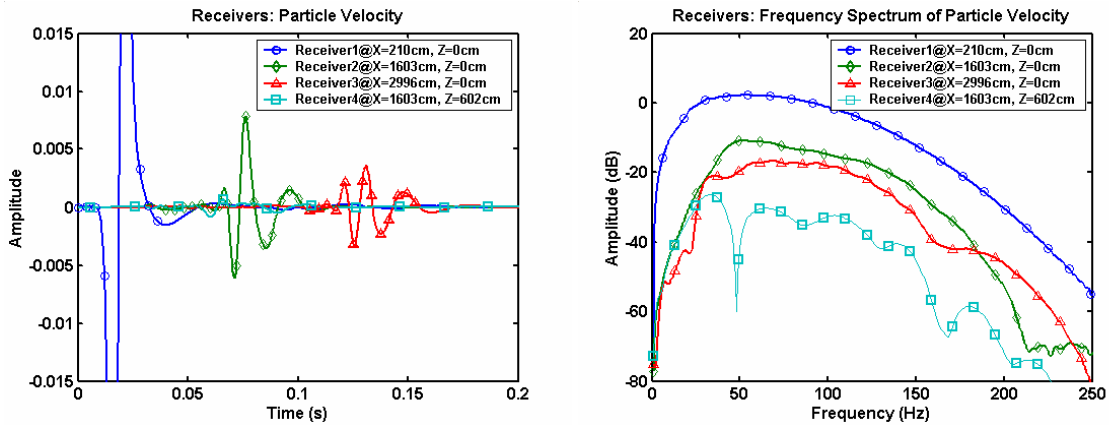 Receivers: Particle Velocity
0.015
0.01
0.005
0
-0.005
-0.01
-0.015
Amplitude
Receiver1@X=210cm, Z=0cm
Receiver2@X=1603cm, Z=0cm
Receiver3@X=2996cm, Z=0cm
Receiver4@X=1603cm, Z=602cm
0 0.05 0.1 0.15 0.2
Time (s)
Receivers: Frequency Spectrum of Particle Velocity
20
0
-20
-40
-60
-80
Amplitude (dB)
Receiver1@X=210cm, Z=0cm
Receiver2@X=1603cm, Z=0cm
Receiver3@X=2996cm, Z=0cm
Receiver4@X=1603cm, Z=602cm
0 50 100 150 200 250
Frequency (Hz)